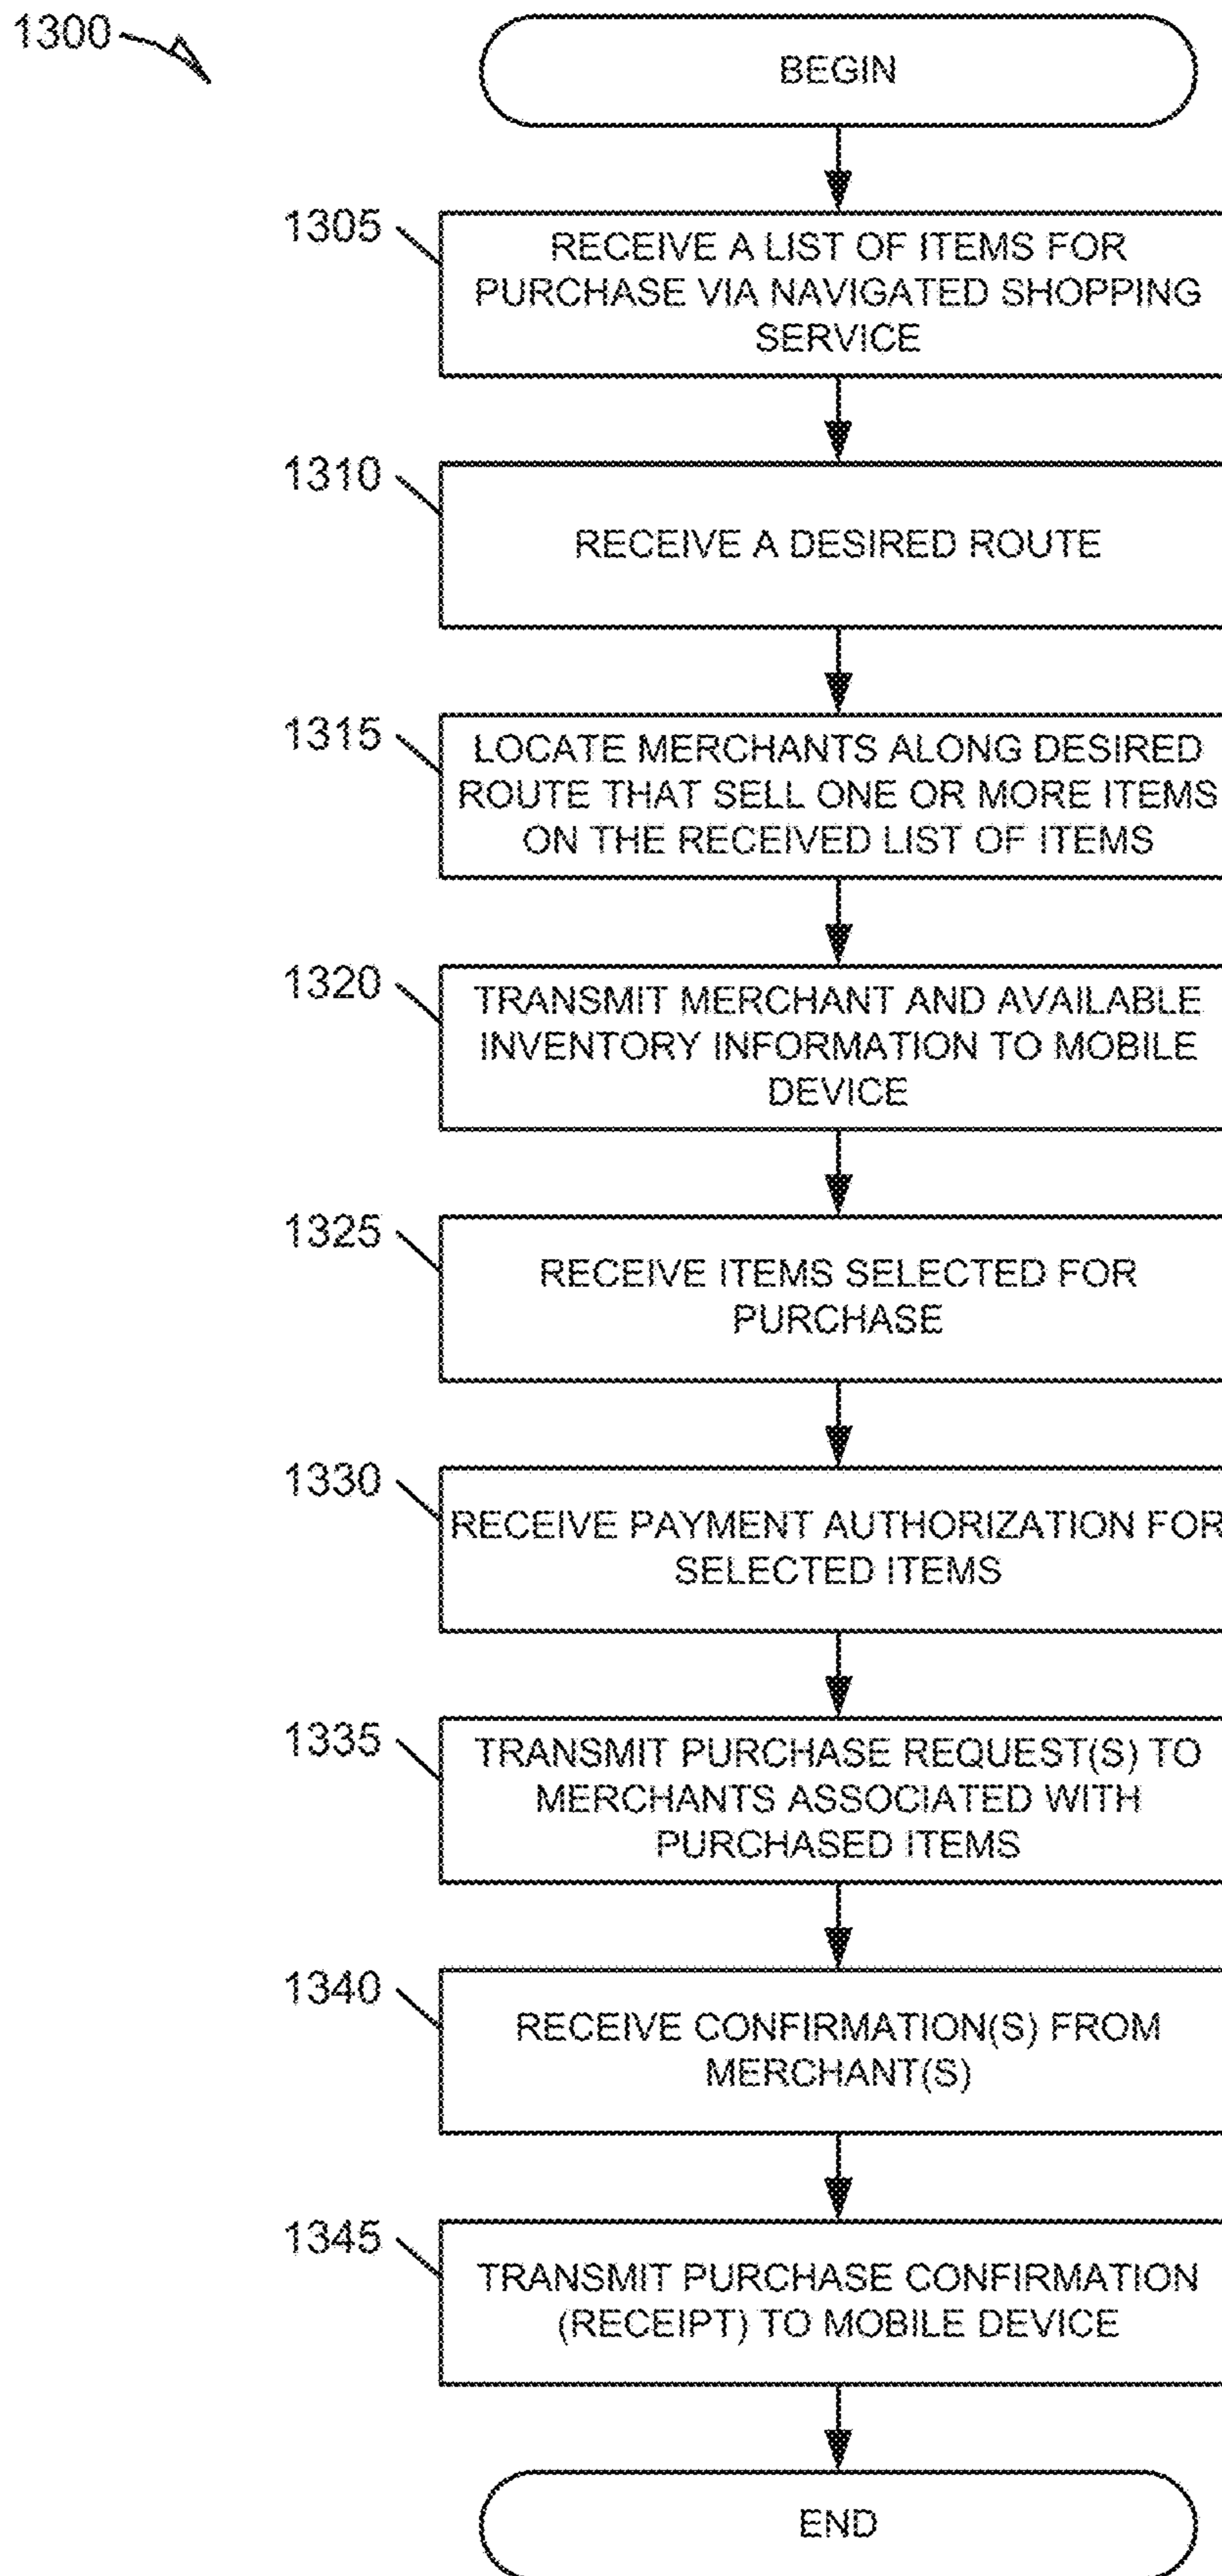 1300
BEGIN
1305
RECEIVE A LIST OF ITEMS FOR
PURCHASE VIA NAVIGATED SHOPPING
SERVICE
1310
RECEIVE A DESIRED ROUTE
1315
LOCATE MERCHANTS ALONG DESIRED
ROUTE THAT SELL ONE OR MORE ITEMS
ON THE RECEIVED LIST OF ITEMS
1320
TRANSMIT MERCHANT AND AVAILABLE
INVENTORY INFORMATION TO MOBILE
DEVICE
1325
RECEIVE ITEMS SELECTED FOR
PURCHASE
1330
RECEIVE PAYMENT AUTHORIZATION FOR
SELECTED ITEMS
1335
TRANSMIT PURCHASE REQUEST(S) TO
MERCHANTS ASSOCIATED WITH
PURCHASED ITEMS
1340
RECEIVE CONFIRMATION(S) FROM
MERCHANT(S)
1345
TRANSMIT PURCHASE CONFIRMATION
(RECEIPT) TO MOBILE DEVICE
END